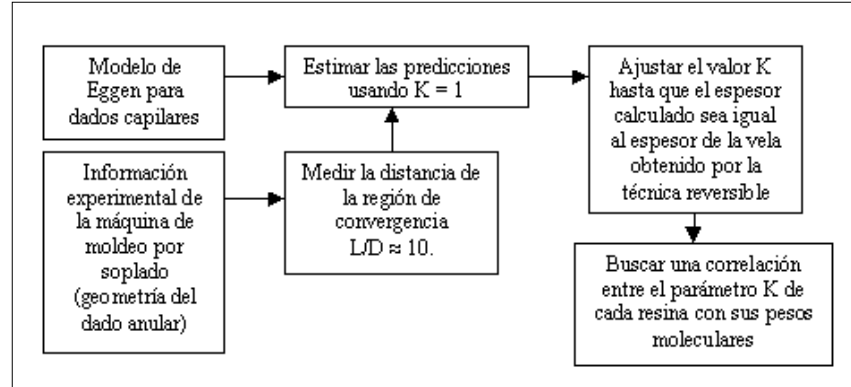 Modelo de
Eggen para
dados capilares
Estimar las predicciones
usando K = 1
Ajustar el valor K
hasta que el espesor
calculado sea igual
al espesor de la vela
obtenido por la
técnica reversible
Información
experimental de
la máquina de
moldeo por
soplado
(geometría del
dado anular)
Medir la distancia de
la región de
convergencia
L/D ≈ 10.
Buscar una correlación
entre el parámetro K de
cada resina con sus pesos
moleculares